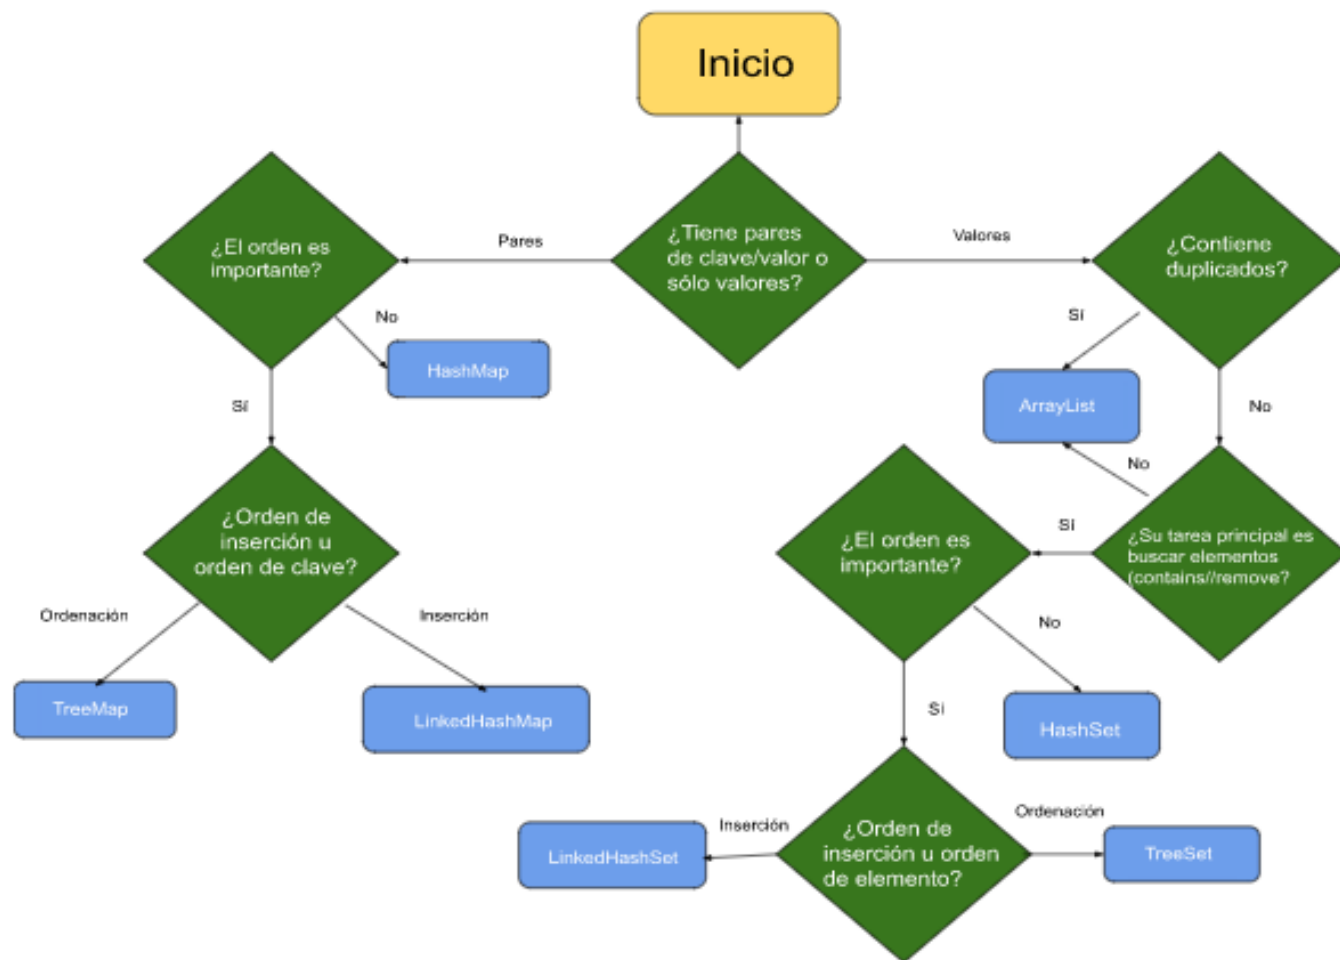 Inicio
¿El orden es
importante?
Pares
¿Tiene pares
de clave/valor o
sólo valores?
Valores
¿Contiene
duplicados?
No
HashMap
Sí
Sí
ArrayList
No
No
¿Orden de
inserción u
orden de clave?
¿El orden es
importante?
Sí
¿Su tarea principal es
buscar elementos
(contains//remove?
Ordenación
Inserción
No
TreeMap
LinkedHashMap
Sí
HashSet
Inserción
¿Orden de
inserción u orden
de elemento?
Ordenación
LinkedHashSet
TreeSet